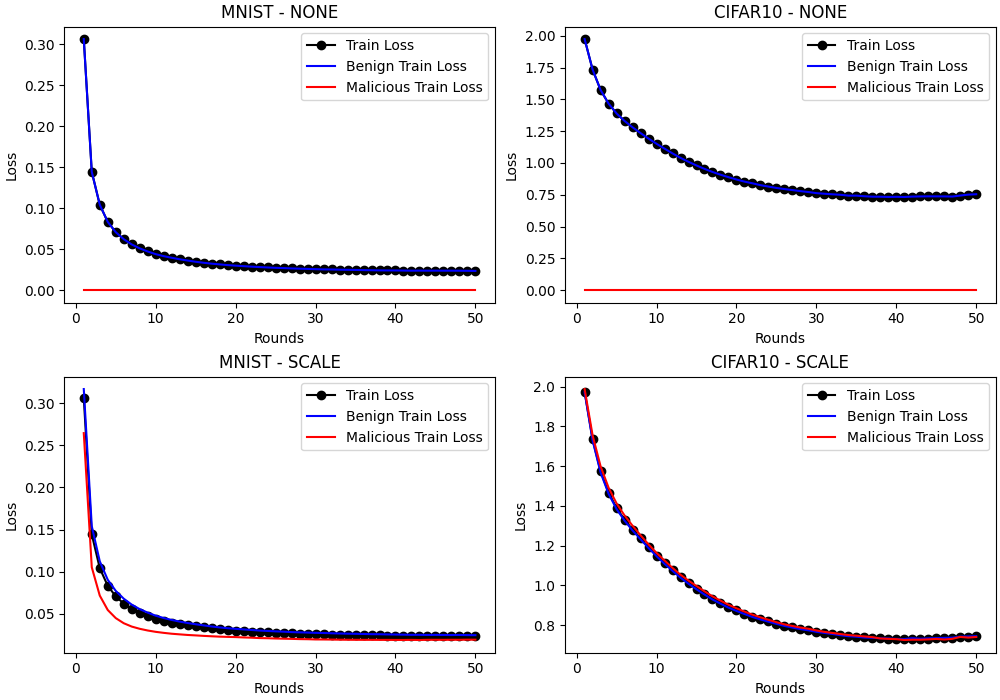 MNIST - NONE
0.30
0.25
0.20
0.15
0.10
0.05
0.00
Loss
0
10
20
30
40
50
Rounds
Train Loss
Benign Train Loss
Malicious Train Loss
CIFAR10 - NONE
2.00
1.75
1.50
1.25
1.00
0.75
0.50
0.25
0.00
Loss
0
10
20
30
40
50
Rounds
Train Loss
Benign Train Loss
Malicious Train Loss
MNIST - SCALE
0.30
0.25
0.20
0.15
0.10
0.05
Loss
0
10
20
30
40
50
Rounds
Train Loss
Benign Train Loss
Malicious Train Loss
CIFAR10 - SCALE
2.0
1.8
1.6
1.4
1.2
1.0
0.8
Loss
0
10
20
30
40
50
Rounds
Train Loss
Benign Train Loss
Malicious Train Loss